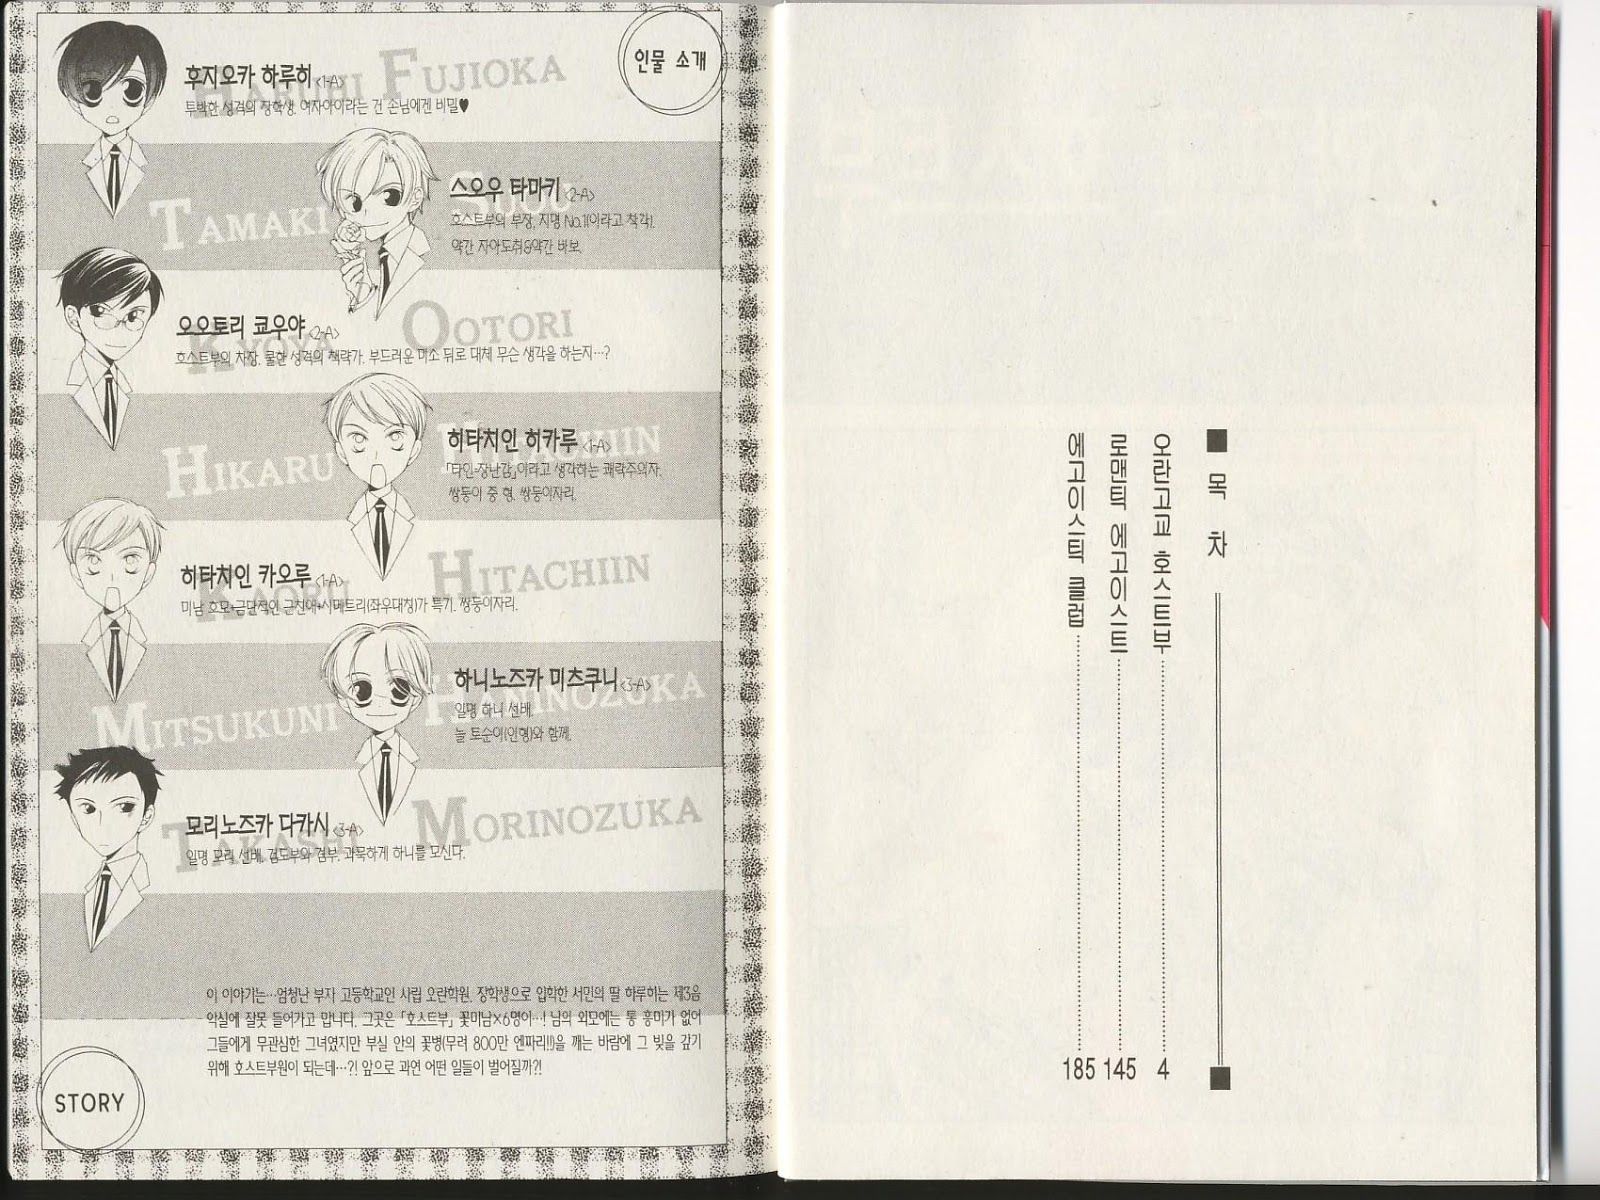 인물 소개
HARUHI FUJIOKA
후지오카 하루히 <1-A>
투박한 성격의 장학생. 여자아이라는 건 손님에겐 비밀♥
TAMAKI SUOU
스오우 타마키 <2-A>
호스트부의 부장, 지명 No.1이라고 착각!
약간 자아도취&약간 바보.
KYOYA OOTORI
오오토리 쿄우야 <2-A>
호스트부의 차장. 쿨한 성격의 책략가. 부드러운 미소 뒤로 대체 무슨 생각을 하는지…?
HIKARU HITACHIIN
히타치인 히카루 <1-A>
「타인=장난감」이라고 생각하는 쾌락주의자.
쌍둥이 중 형. 쌍둥이자리.
KAORU HITACHIIN
히타치인 카오루 <1-A>
미남 호모+금단적인 근친애+시메트리(좌우대칭)가 특기. 쌍둥이자리.
MITSUKUNI HANINOZUKA
하니노즈카 미츠쿠니 <3-A>
일명 하니 선배.
늘 토순이(인형)와 함께.
TAKASHI MORINOZUKA
모리노즈카 다카시 <3-A>
일명 모리 선배. 검도부와 겸부. 과묵하게 하니를 모신다.
이 이야기는…엄청난 부자 고등학교인 사립 오란학원. 장학생으로 입학한 서민의 딸 하루히는 제3음
악실에 잘못 들어가고 맙니다. 그곳은 「호스트부」 꽃미남×6명이…! 남의 외모에는 통 흥미가 없어
그들에게 무관심한 그녀였지만 부실 안의 꽃병(무려 800만 엔짜리!!)을 깨는 바람에 그 빚을 갚기
위해 호스트부원이 되는데…?! 앞으로 과연 어떤 일들이 벌어질까?!
STORY
■ 목 차
오란고교 호스트부 4
로맨틱 에고이스트 145
에고이스틱 클럽 185